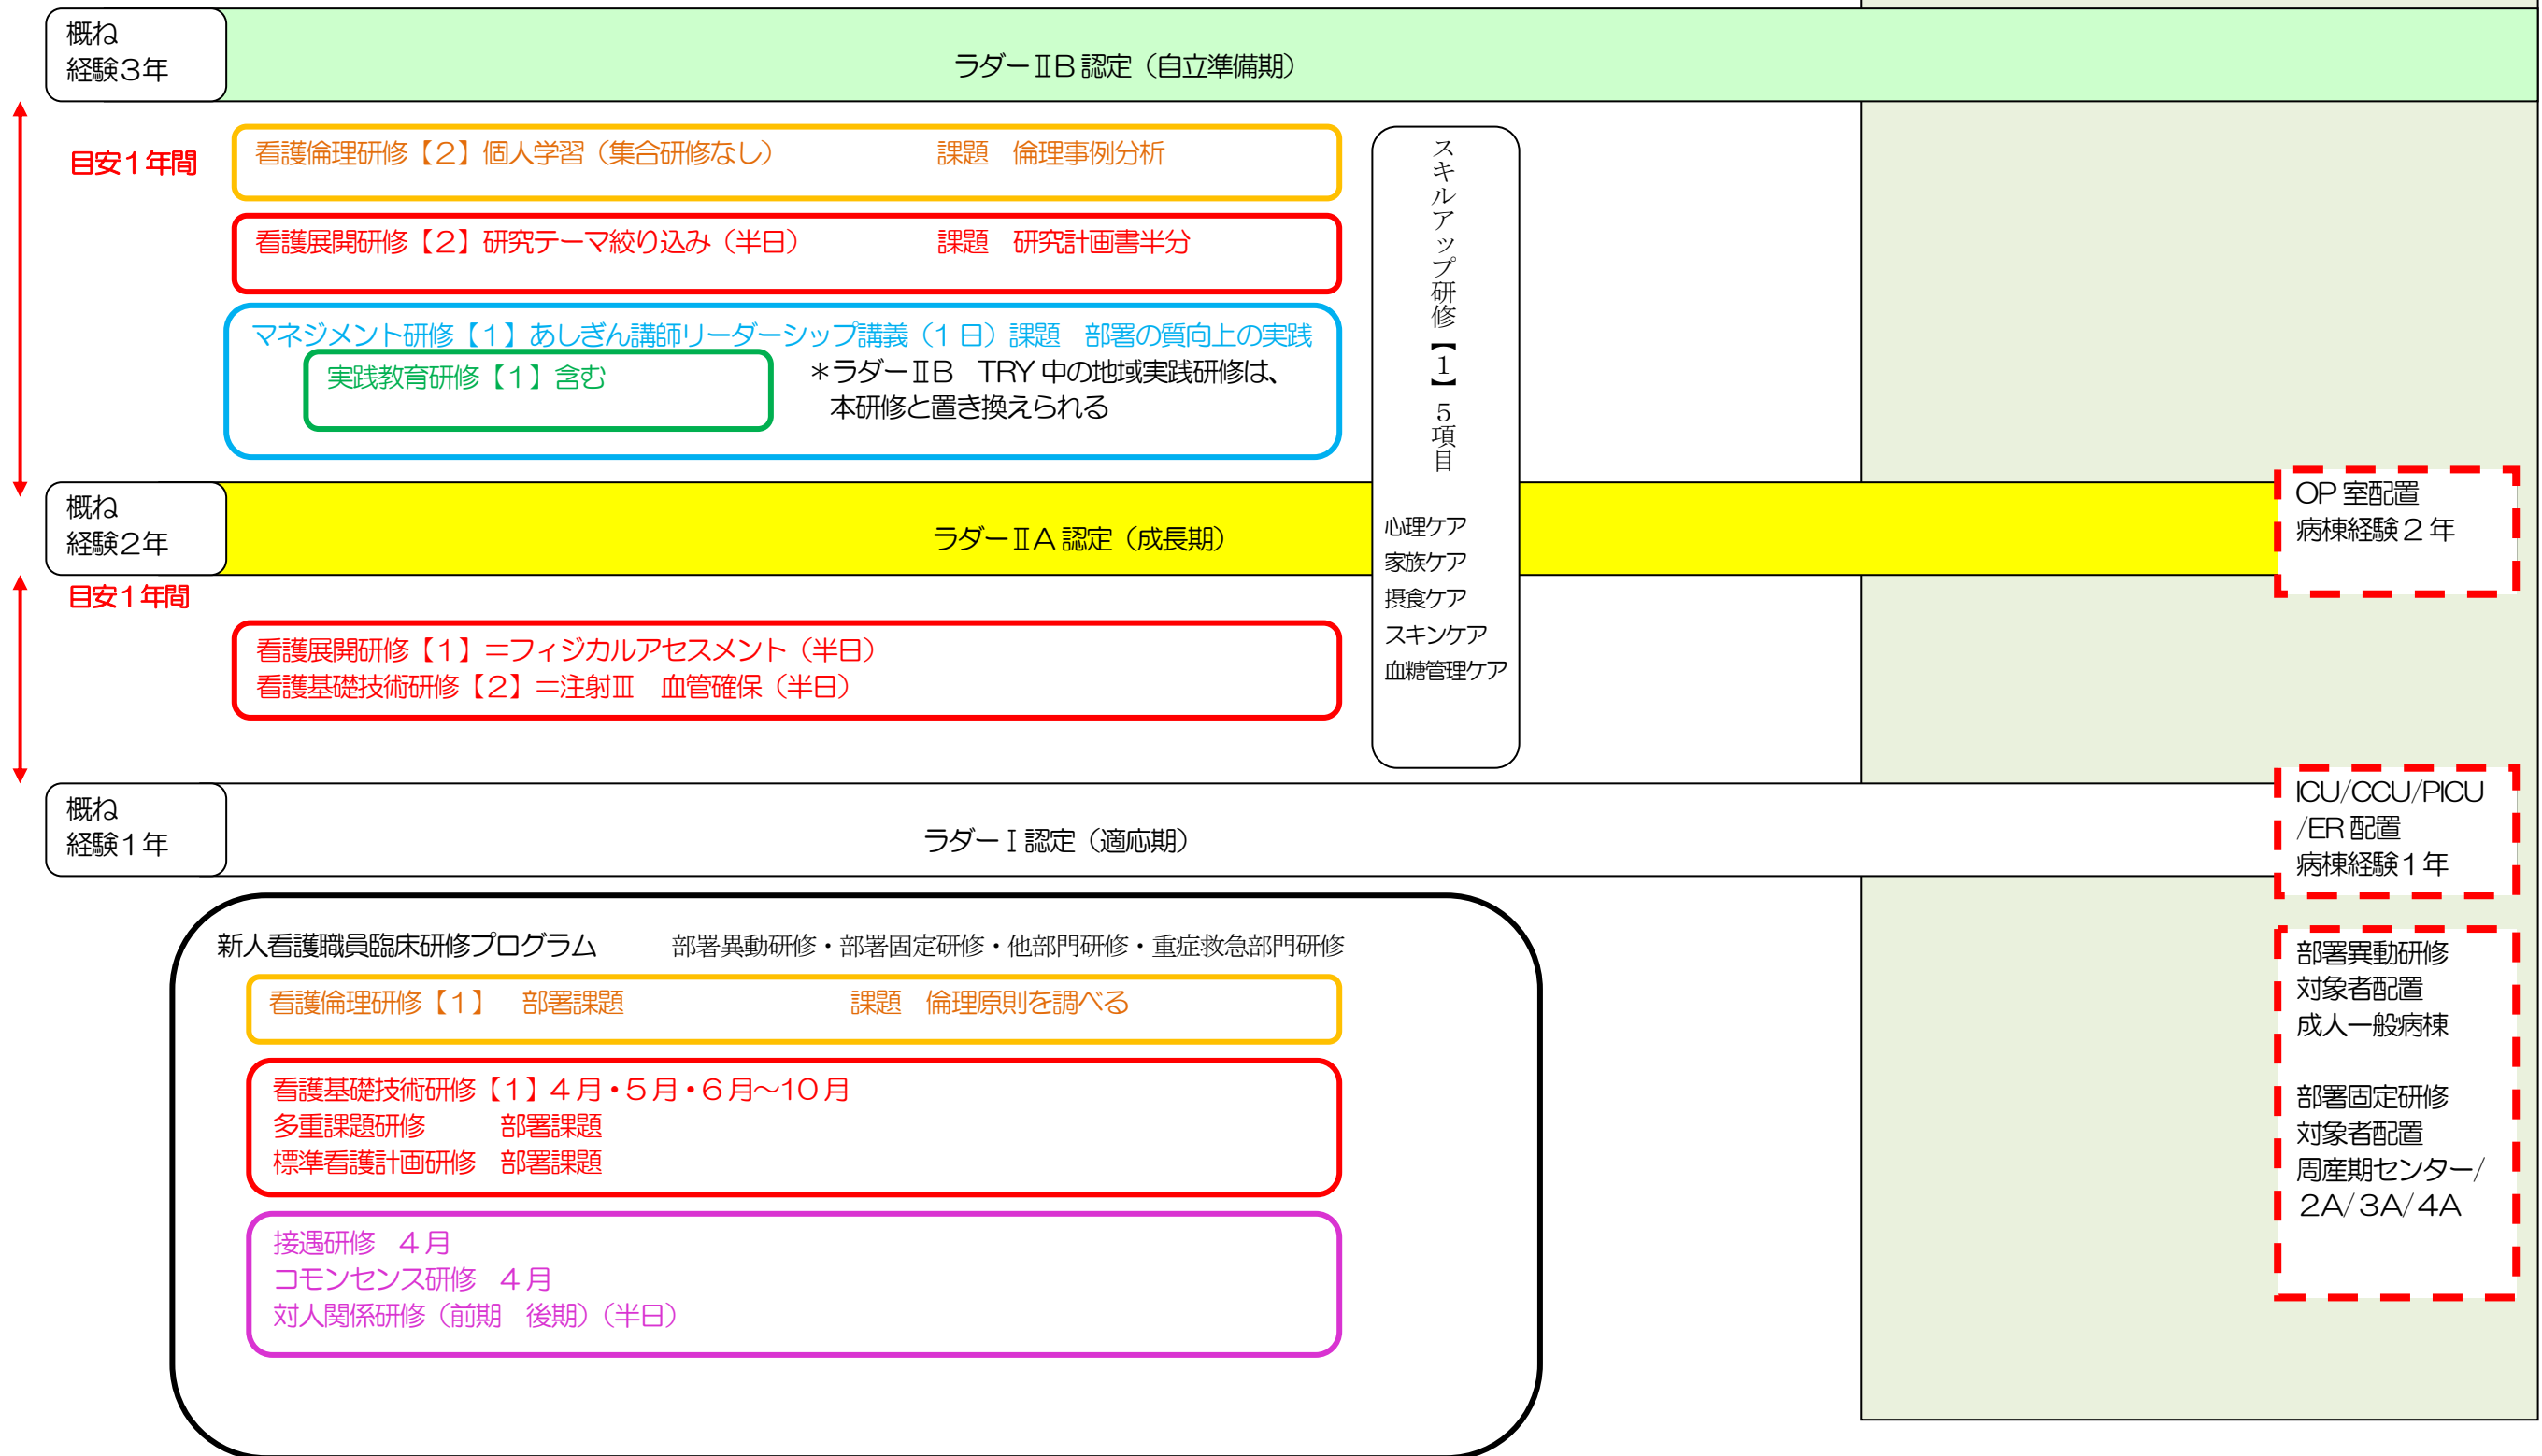 概ね
経験3年
ラダーⅡB認定（自立準備期）
目安1年間
看護倫理研修【2】個人学習（集合研修なし）　課題　倫理事例分析
看護展開研修【2】研究テーマ絞り込み（半日）　課題　研究計画書半分
マネジメント研修【1】あしぎん講師リーダーシップ講義（1日）課題　部署の質向上の実践
実践教育研修【1】含む
＊ラダーⅡB　TRY中の地域実践研修は、
本研修と置き換えられる
スキルアップ研修【1】5項目
心理ケア
家族ケア
摂食ケア
スキンケア
血糖管理ケア
概ね
経験2年
ラダーⅡA認定（成長期）
OP室配置
病棟経験2年
目安1年間
看護展開研修【1】＝フィジカルアセスメント（半日）
看護基礎技術研修【2】＝注射Ⅲ　血管確保（半日）
概ね
経験1年
ラダーⅠ認定（適応期）
ICU/CCU/PICU
/ER配置
病棟経験1年
新人看護職員臨床研修プログラム　部署異動研修・部署固定研修・他部門研修・重症救急部門研修
看護倫理研修【1】　部署課題　課題　倫理原則を調べる
看護基礎技術研修【1】4月・5月・6月～10月
多重課題研修　部署課題
標準看護計画研修　部署課題
接遇研修　4月
コモンセンス研修　4月
対人関係研修（前期　後期）（半日）
部署異動研修
対象者配置
成人一般病棟
部署固定研修
対象者配置
周産期センター/
2A/3A/4A